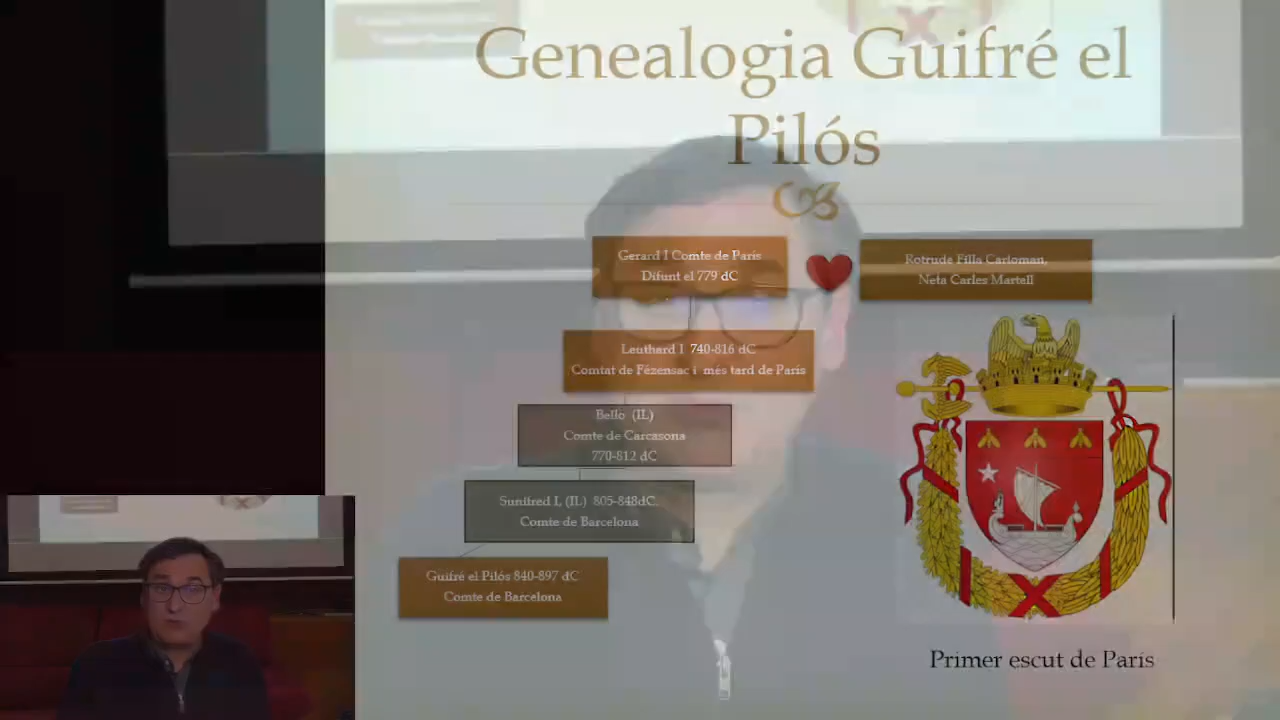 Genealogia Guifré el
Pilós
Gerard I Comte de París
Difunt el 779 dC
Rotrude Filla Carloman,
Neta Carles Martell
Leuthard I 740-816 dC
Comtat de Fézensac i més tard de París
Bello (IL)
Comte de Carcasona
770-812 dC
Sunifred I, (IL) 805-848dC,
Comte de Barcelona
Guifré el Pilós 840-897 dC
Comte de Barcelona
Primer escut de París